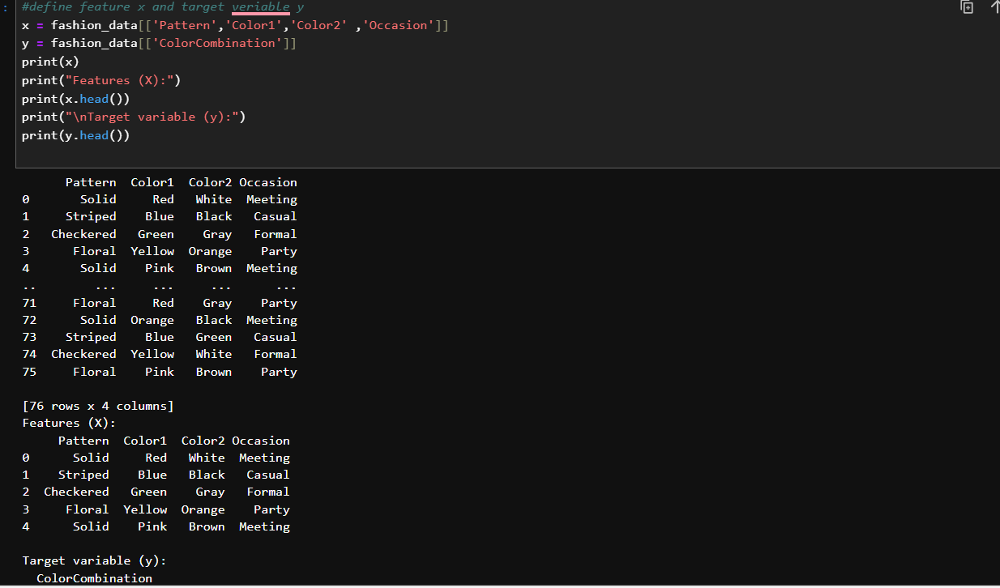 :
#define feature x and target veriable y
x = fashion_data[['Pattern','Color1','Color2' ,'Occasion']]
y = fashion_data[['ColorCombination']]
print(x)
print("Features (X):")
print(x.head())
print("\nTarget variable (y):")
print(y.head())
      Pattern  Color1  Color2 Occasion
0       Solid     Red   White  Meeting
1     Striped    Blue   Black   Casual
2   Checkered   Green    Gray   Formal
3      Floral  Yellow  Orange    Party
4       Solid    Pink   Brown  Meeting
..        ...     ...     ...      ...
71     Floral     Red    Gray    Party
72      Solid  Orange   Black  Meeting
73    Striped    Blue   Green   Casual
74  Checkered  Yellow   White   Formal
75     Floral    Pink   Brown    Party
[76 rows x 4 columns]
Features (X):
     Pattern  Color1  Color2 Occasion
0      Solid     Red   White  Meeting
1    Striped    Blue   Black   Casual
2  Checkered   Green    Gray   Formal
3     Floral  Yellow  Orange    Party
4      Solid    Pink   Brown  Meeting
Target variable (y):
  ColorCombination